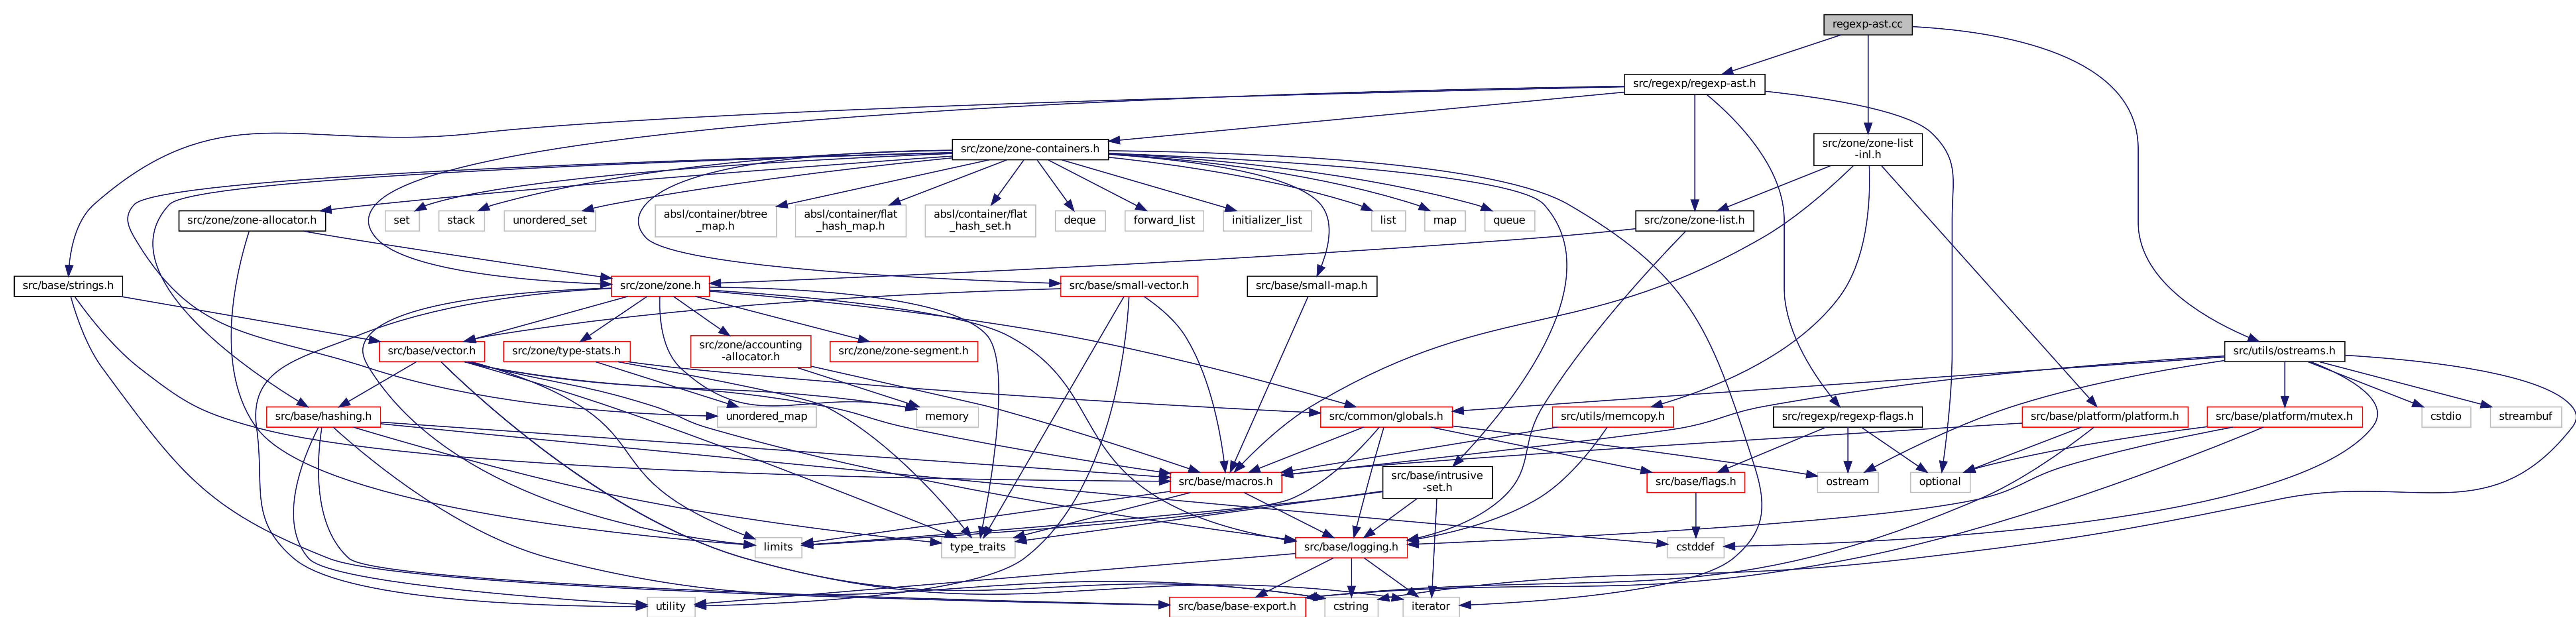 regexp-ast.cc
src/regexp/regexp-ast.h
src/zone/zone-containers.h
src/zone/zone-list
-inl.h
src/zone/zone-allocator.h
set
stack
unordered_set
absl/container/btree
_map.h
absl/container/flat
_hash_map.h
absl/container/flat
_hash_set.h
deque
forward_list
initializer_list
list
map
queue
src/zone/zone-list.h
src/base/strings.h
src/zone/zone.h
src/base/small-vector.h
src/base/small-map.h
src/base/vector.h
src/zone/type-stats.h
src/zone/accounting
-allocator.h
src/zone/zone-segment.h
src/utils/ostreams.h
src/base/hashing.h
unordered_map
memory
src/common/globals.h
src/utils/memcopy.h
src/regexp/regexp-flags.h
src/base/platform/platform.h
src/base/platform/mutex.h
cstdio
streambuf
src/base/macros.h
src/base/intrusive
-set.h
src/base/flags.h
ostream
optional
limits
type_traits
src/base/logging.h
cstddef
utility
src/base/base-export.h
cstring
iterator